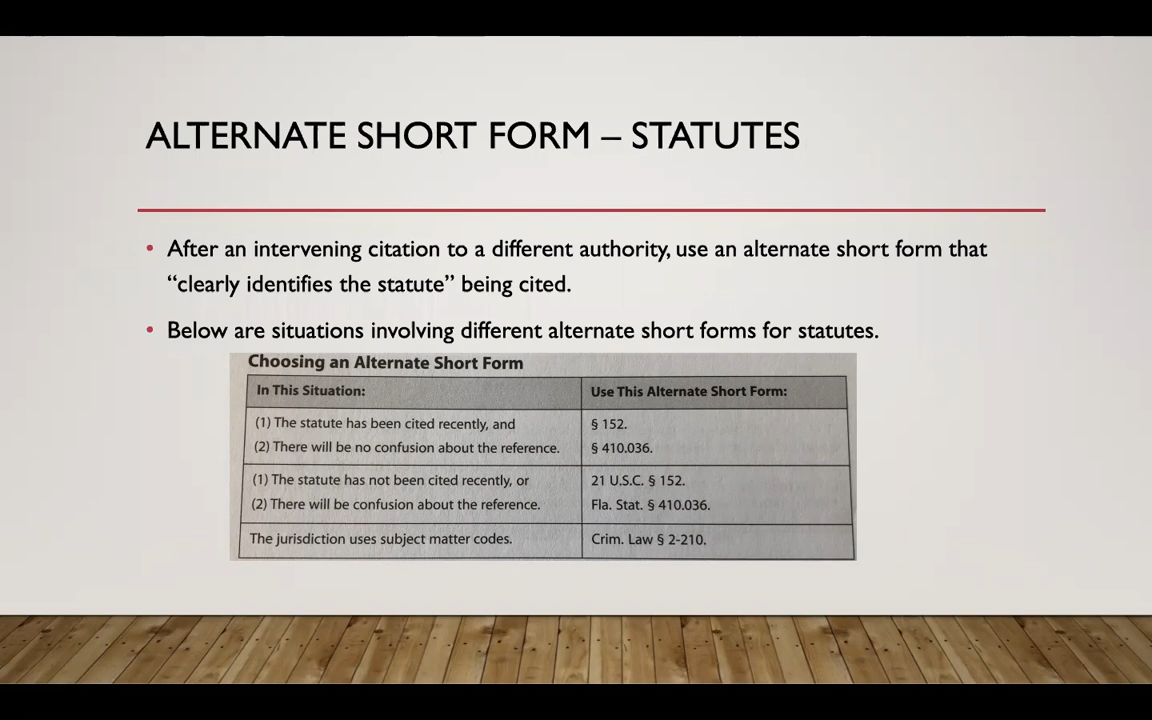 ALTERNATE SHORT FORM – STATUTES
• After an intervening citation to a different authority, use an alternate short form that
“clearly identifies the statute” being cited.
• Below are situations involving different alternate short forms for statutes.
Choosing an Alternate Short Form
In This Situation: Use This Alternate Short Form:
(1) The statute has been cited recently, and § 152.
(2) There will be no confusion about the reference. § 410.036.
(1) The statute has not been cited recently, or 21 U.S.C. § 152.
(2) There will be confusion about the reference. Fla. Stat. § 410.036.
The jurisdiction uses subject matter codes. Crim. Law § 2-210.